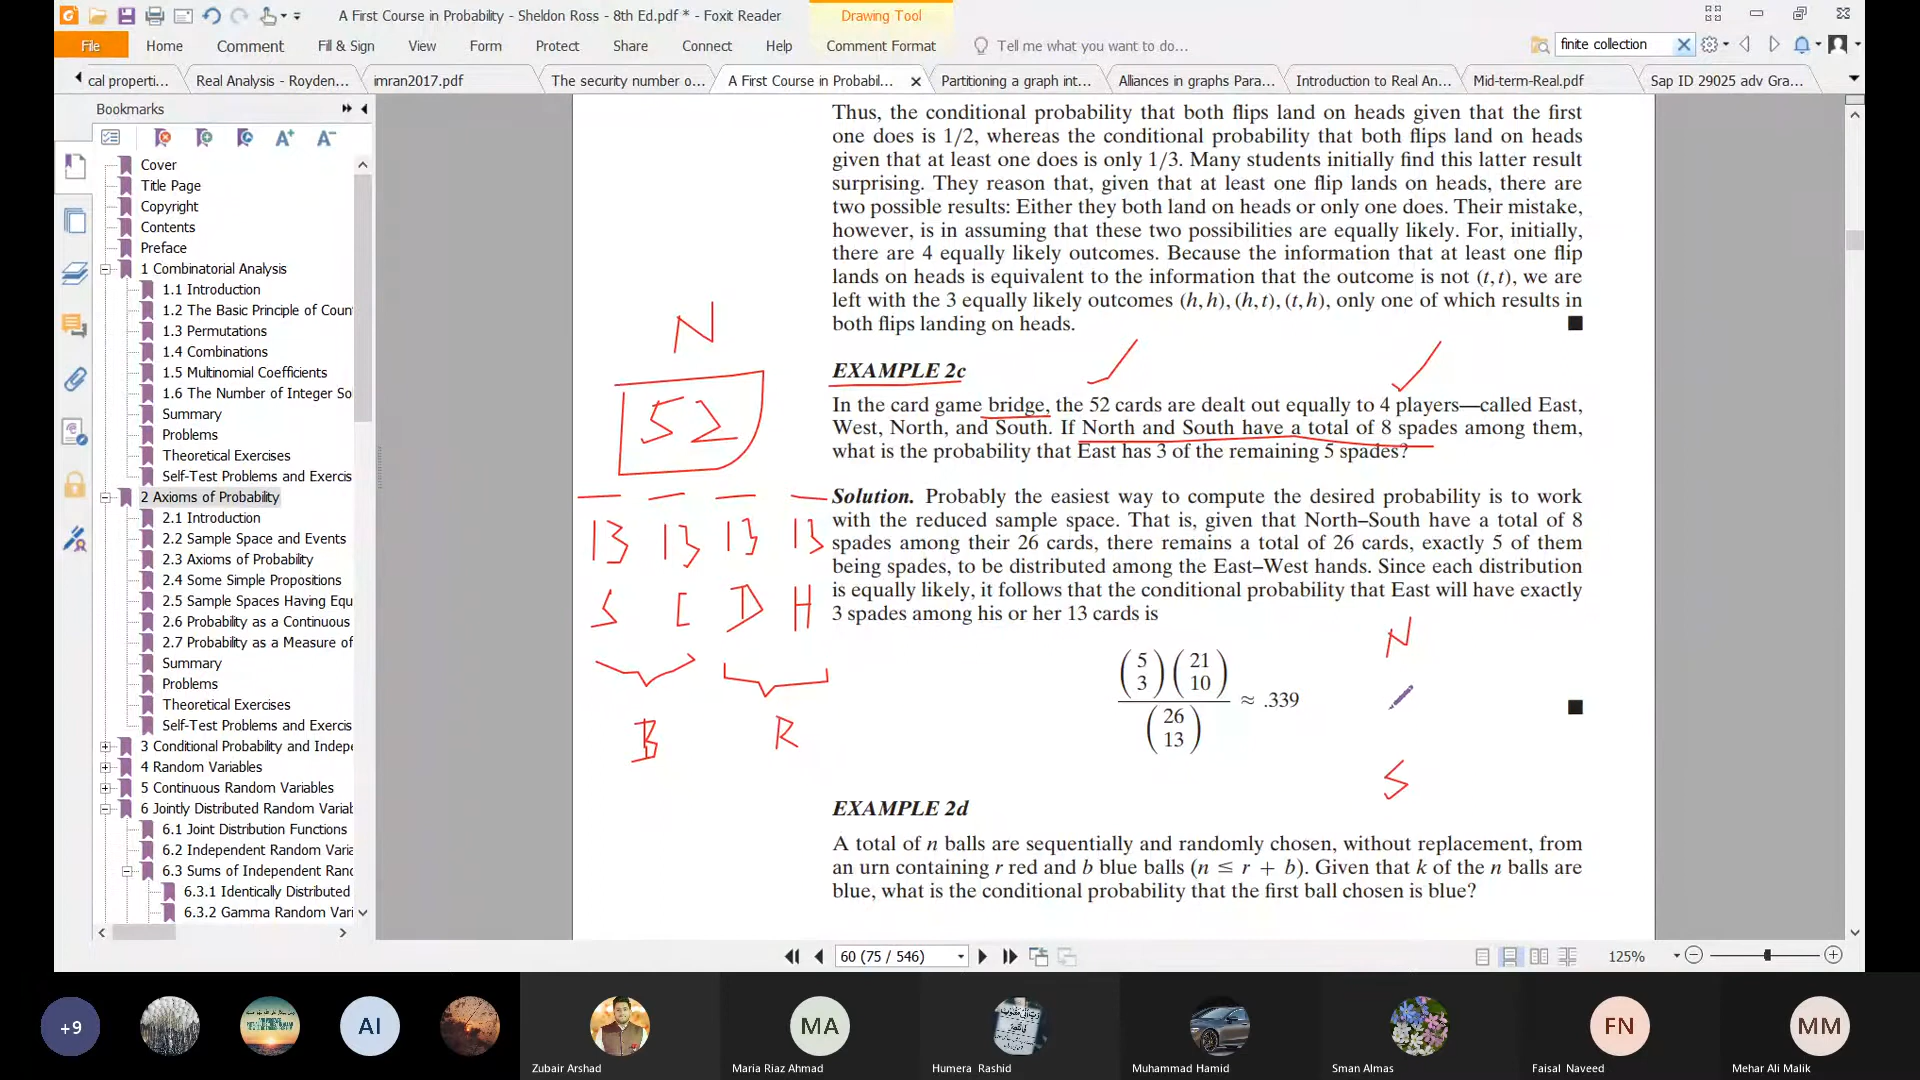 A First Course in Probability - Sheldon Ross - 8th Ed.pdf * - Foxit Reader
Drawing Tool
File Home Comment Fill & Sign View Form Protect Share Connect Help Comment Format Tell me what you want to do... finite collection
cal properti... Real Analysis - Royden... imran2017.pdf The security number o... A First Course in Probabil... Partitioning a graph int... Alliances in graphs Para... Introduction to Real An... Mid-term-Real.pdf Sap ID 29025 adv Gra...
Bookmarks
Cover
Title Page
Copyright
Contents
Preface
1 Combinatorial Analysis
1.1 Introduction
1.2 The Basic Principle of Coun
1.3 Permutations
1.4 Combinations
1.5 Multinomial Coefficients
1.6 The Number of Integer So
Summary
Problems
Theoretical Exercises
Self-Test Problems and Exercis
2 Axioms of Probability
2.1 Introduction
2.2 Sample Space and Events
2.3 Axioms of Probability
2.4 Some Simple Propositions
2.5 Sample Spaces Having Equ
2.6 Probability as a Continuous
2.7 Probability as a Measure of
Summary
Problems
Theoretical Exercises
Self-Test Problems and Exercis
3 Conditional Probability and Indepe
4 Random Variables
5 Continuous Random Variables
6 Jointly Distributed Random Variab
6.1 Joint Distribution Functions
6.2 Independent Random Varia
6.3 Sums of Independent Rand
6.3.1 Identically Distributed
6.3.2 Gamma Random Vari
Thus, the conditional probability that both flips land on heads given that the first
one does is 1/2, whereas the conditional probability that both flips land on heads
given that at least one does is only 1/3. Many students initially find this latter result
surprising. They reason that, given that at least one flip lands on heads, there are
two possible results: Either they both land on heads or only one does. Their mistake,
however, is in assuming that these two possibilities are equally likely. For, initially,
there are 4 equally likely outcomes. Because the information that at least one flip
lands on heads is equivalent to the information that the outcome is not (t, t), we are
left with the 3 equally likely outcomes (h, h), (h, t), (t, h), only one of which results in
both flips landing on heads.
EXAMPLE 2c
In the card game bridge, the 52 cards are dealt out equally to 4 players—called East,
West, North, and South. If North and South have a total of 8 spades among them,
what is the probability that East has 3 of the remaining 5 spades?
Solution. Probably the easiest way to compute the desired probability is to work
with the reduced sample space. That is, given that North–South have a total of 8
spades among their 26 cards, there remains a total of 26 cards, exactly 5 of them
being spades, to be distributed among the East–West hands. Since each distribution
is equally likely, it follows that the conditional probability that East will have exactly
3 spades among his or her 13 cards is
(5 3) (21 10)
(26 13)
≈ .339
EXAMPLE 2d
A total of n balls are sequentially and randomly chosen, without replacement, from
an urn containing r red and b blue balls (n ≤ r + b). Given that k of the n balls are
blue, what is the conditional probability that the first ball chosen is blue?
N
52
13 13 13 13
S C D H
B R
N
S
60 (75 / 546)
125%
+9 AI MA FN MM
Zubair Arshad Maria Riaz Ahmad Humera Rashid Muhammad Hamid Sman Almas Faisal Naveed Mehar Ali Malik